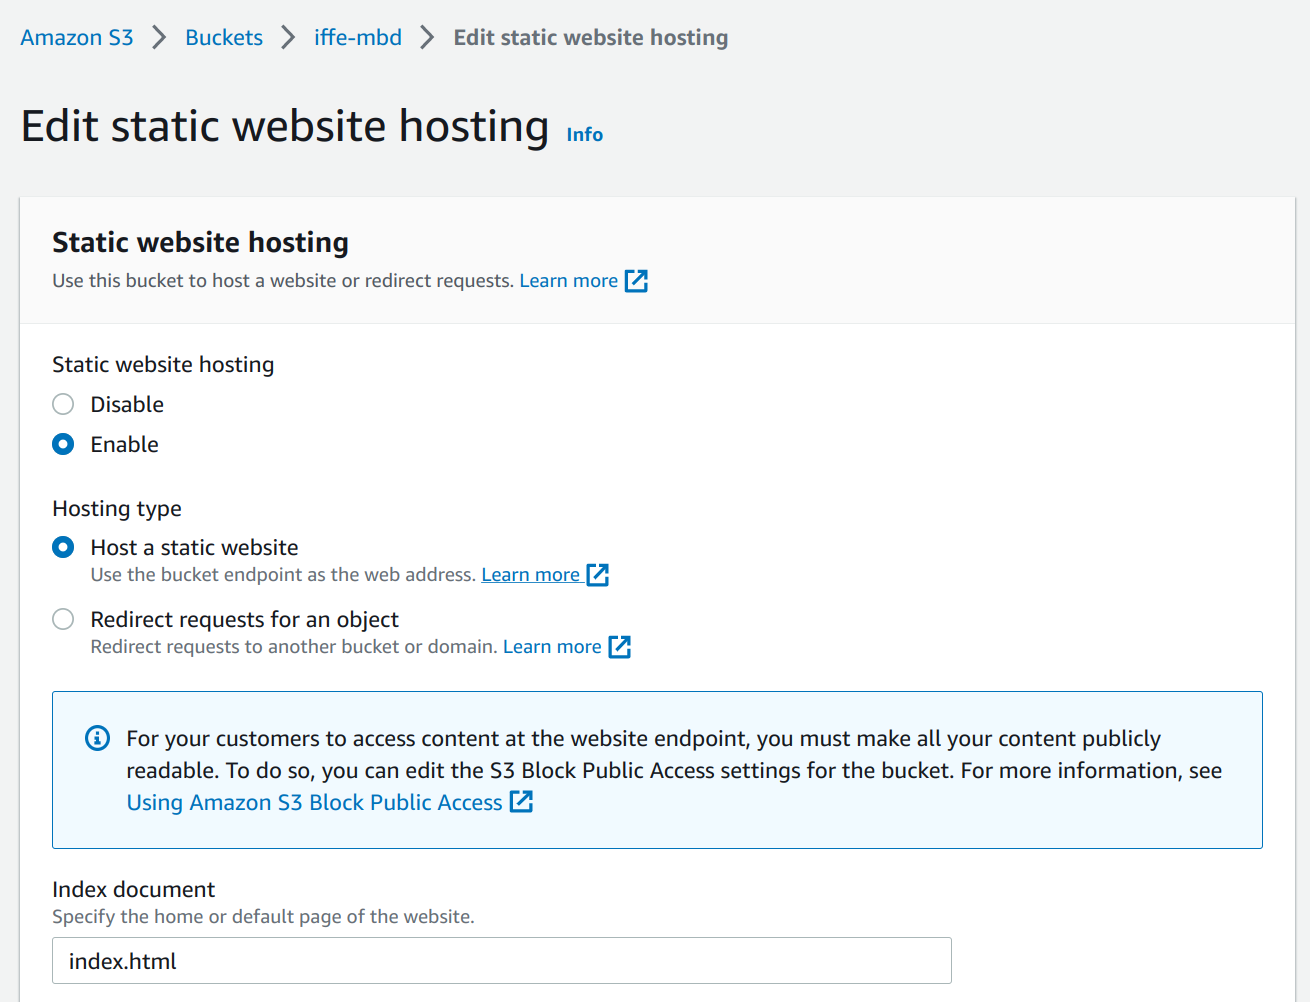 Amazon S3 > Buckets > iffe-mbd > Edit static website hosting
Edit static website hosting Info
Static website hosting
Use this bucket to host a website or redirect requests. Learn more
Static website hosting
Disable
Enable
Hosting type
Host a static website
Use the bucket endpoint as the web address. Learn more
Redirect requests for an object
Redirect requests to another bucket or domain. Learn more
For your customers to access content at the website endpoint, you must make all your content publicly
readable. To do so, you can edit the S3 Block Public Access settings for the bucket. For more information, see
Using Amazon S3 Block Public Access
Index document
Specify the home or default page of the website.
index.html